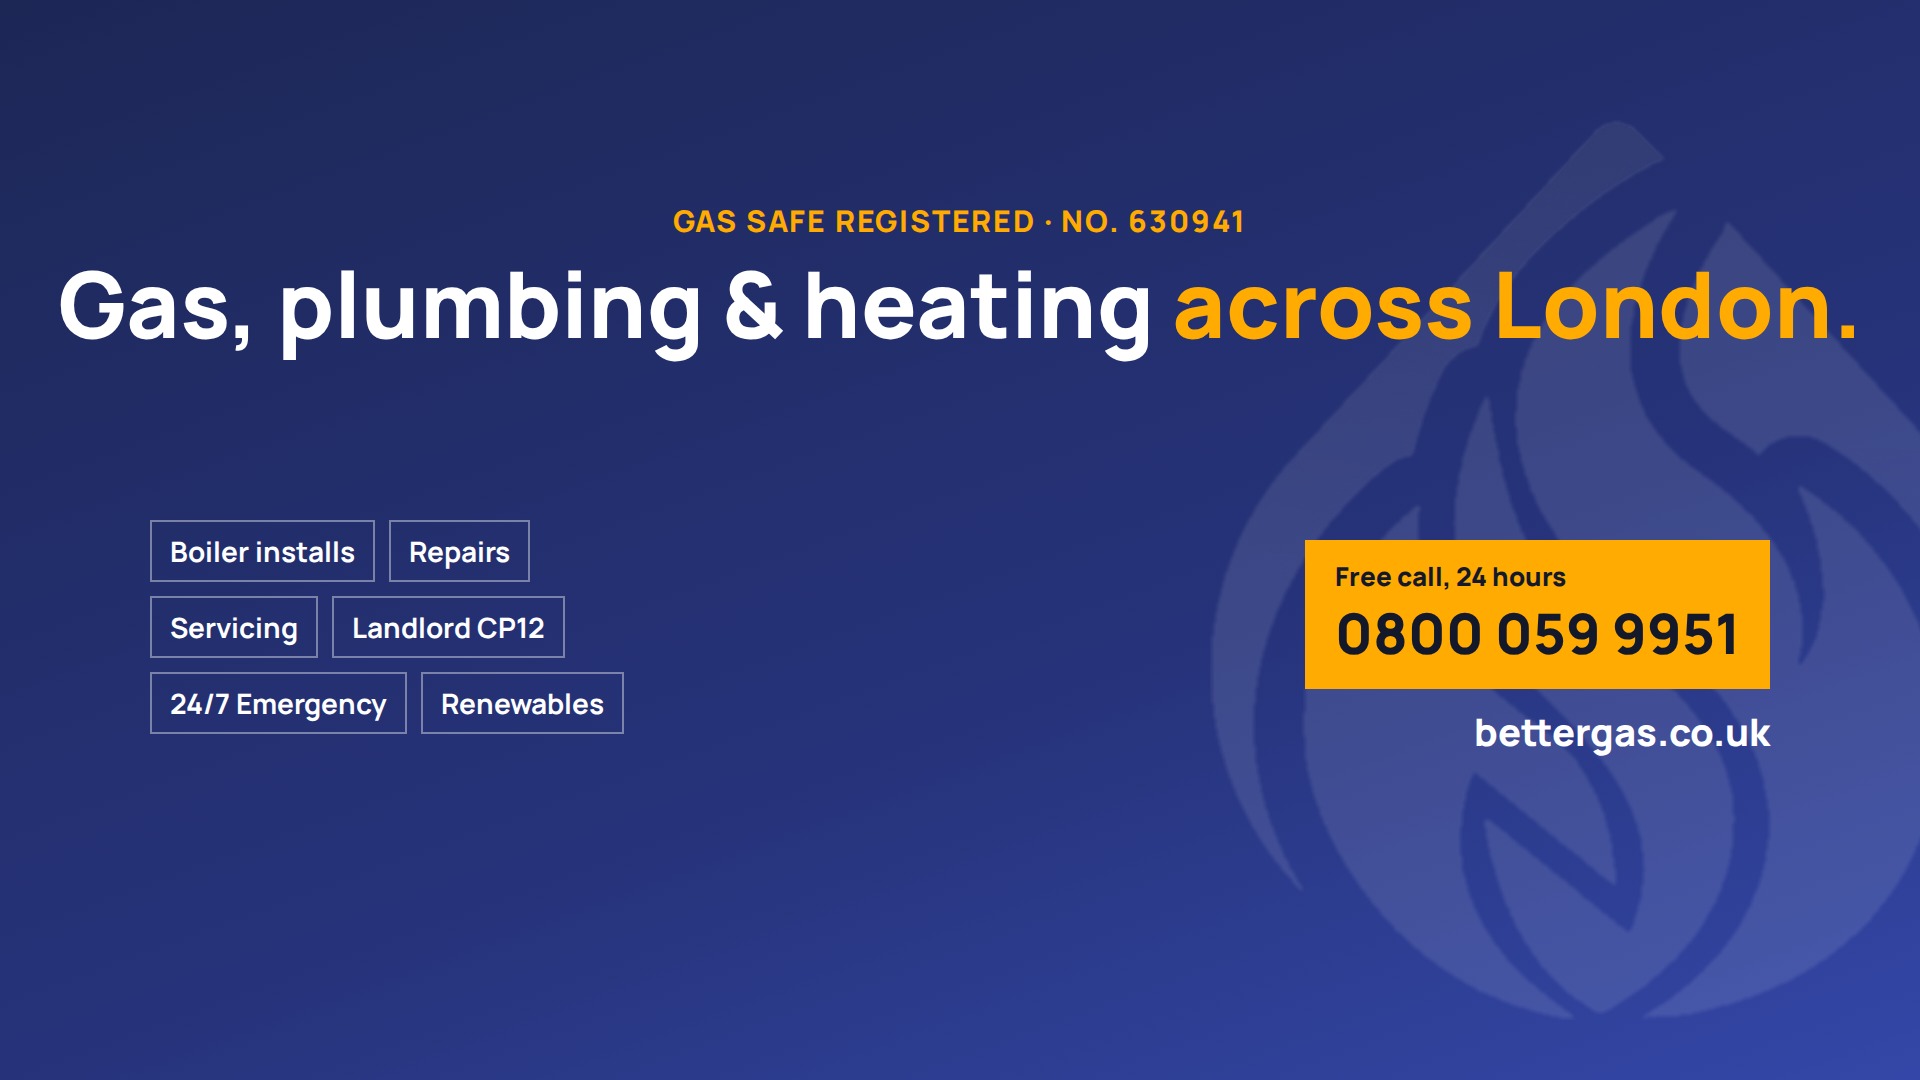 GAS SAFE REGISTERED · NO. 630941
Gas, plumbing & heating across London.
Boiler installs
Repairs
Servicing
Landlord CP12
24/7 Emergency
Renewables
Free call, 24 hours
0800 059 9951
bettergas.co.uk